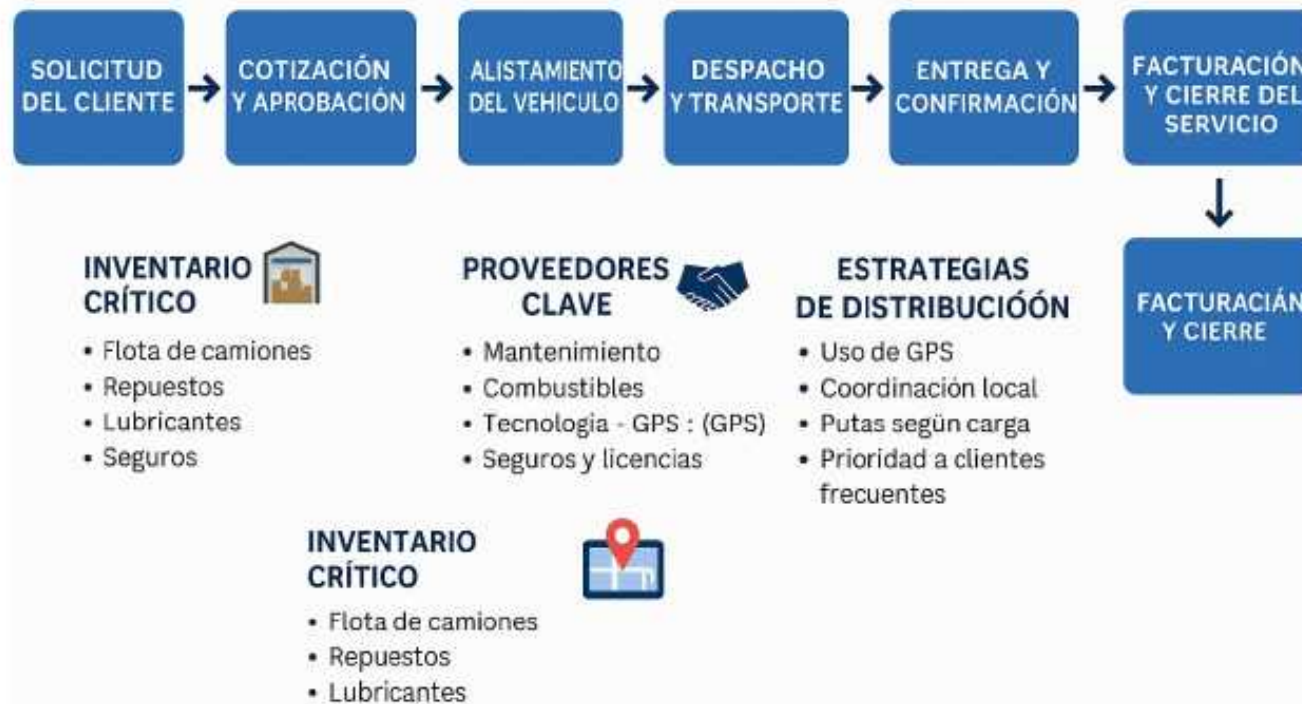 SOLICITUD
DEL CLIENTE
COTIZACIÓN
Y APROBACIÓN
ALISTAMIENTO
DEL VEHICULO
DESPACHO
Y TRANSPORTE
ENTREGA Y
CONFIRMACIÓN
FACTURACIÓN
Y CIERRE DEL
SERVICIO
FACTURACIÁN
Y CIERRE
INVENTARIO
CRÍTICO
• Flota de camiones
• Repuestos
• Lubricantes
• Seguros
PROVEEDORES
CLAVE
• Mantenimiento
• Combustibles
• Tecnologia - GPS : (GPS)
• Seguros y licencias
ESTRATEGIAS
DE DISTRIBUCIÓÓN
• Uso de GPS
• Coordinación local
• Putas según carga
• Prioridad a clientes
frecuentes
INVENTARIO
CRÍTICO
• Flota de camiones
• Repuestos
• Lubricantes